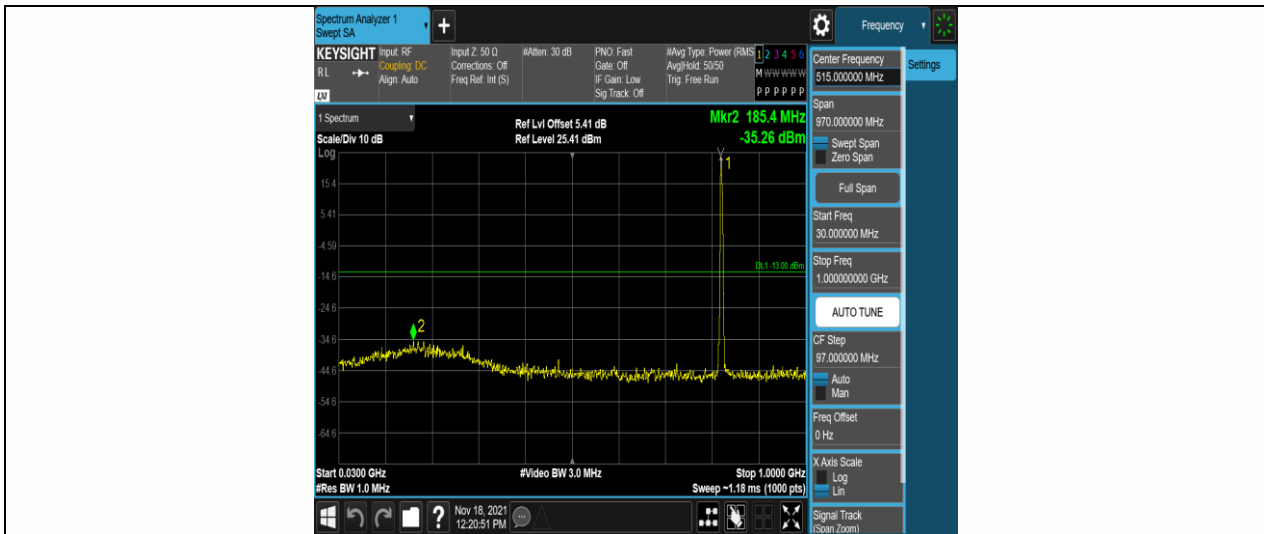 Spectrum Analyzer 1
Swept SA
Frequency
KEYSIGHT
RL
LXI
Input: RF
Coupling: DC
Align: Auto
Input Z: 50 Ω
Corrections: Off
Freq Ref: Int (S)
#Atten: 30 dB
PNO: Fast
Gate: Off
IF Gain: Low
Sig Track: Off
#Avg Type: Power (RMS
Avg|Hold: 50/50
Trig: Free Run
1 2 3 4 5 6
M W W W W W
P P P P P P
1 Spectrum
Scale/Div 10 dB
Log
Ref Lvl Offset 5.41 dB
Ref Level 25.41 dBm
Mkr2 185.4 MHz
-35.26 dBm
1
15.4
5.41
-4.59
DL1 -13.00 dBm
-14.6
-24.6
2
-34.6
-44.6
-54.6
-64.6
Start 0.0300 GHz
#Video BW 3.0 MHz
Stop 1.0000 GHz
#Res BW 1.0 MHz
Sweep ~1.18 ms (1000 pts)
?
Nov 18, 2021
12:20:51 PM
Center Frequency
515.000000 MHz
Settings
Span
970.000000 MHz
Swept Span
Zero Span
Full Span
Start Freq
30.000000 MHz
Stop Freq
1.000000000 GHz
AUTO TUNE
CF Step
97.000000 MHz
Auto
Man
Freq Offset
0 Hz
X Axis Scale
Log
Lin
Signal Track
(Span Zoom)